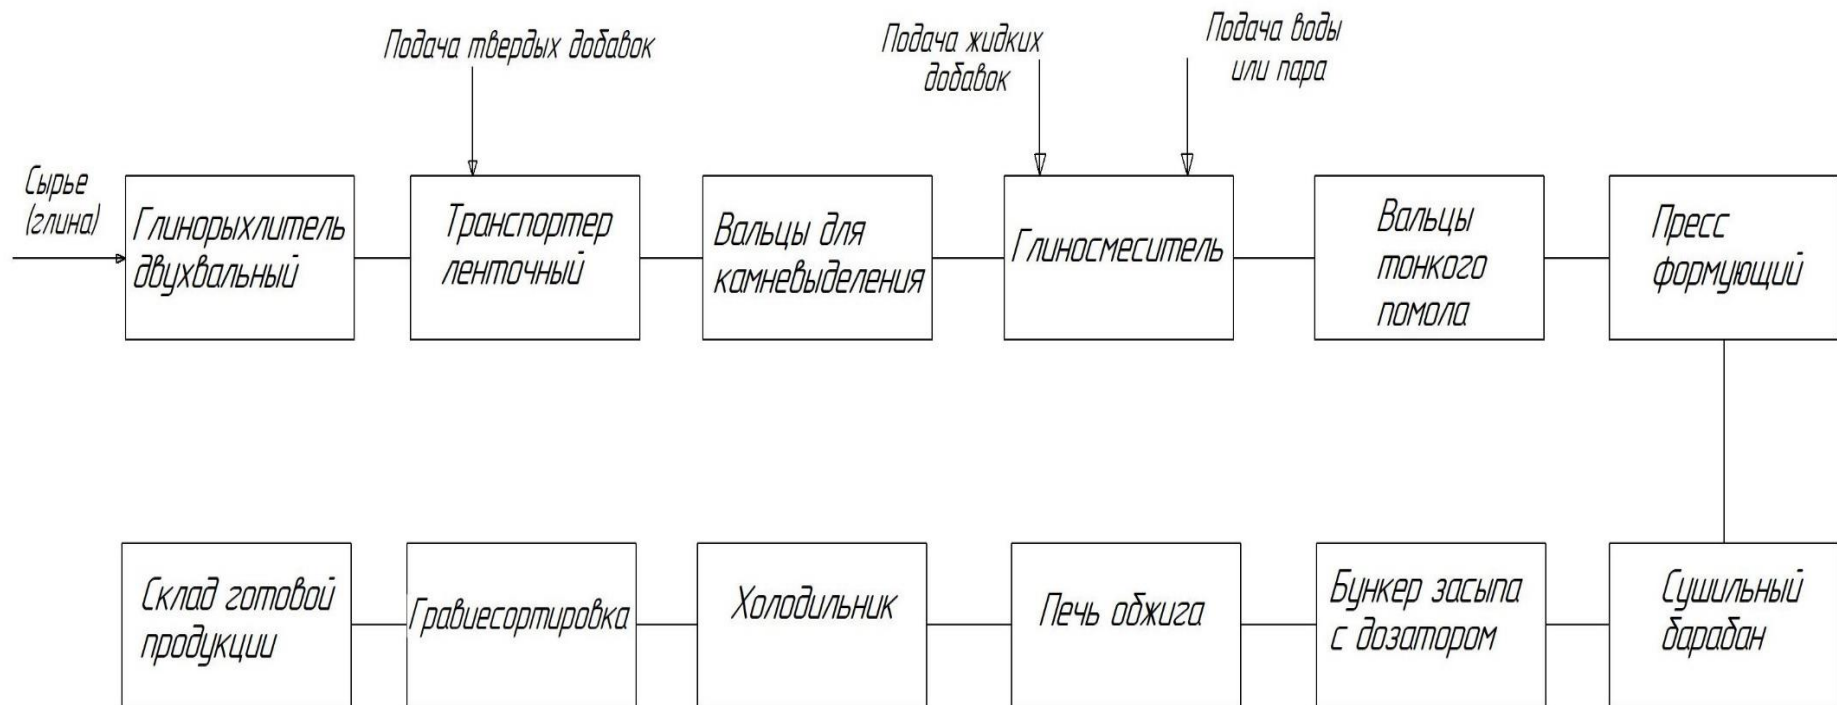 Подача твердых добавок
Подача жидких
добавок
Подача воды
или пара
Сырье
(глина)
Глинорыхлитель
двухвальный
Транспортер
ленточный
Вальцы для
камневыделения
Глиносмеситель
Вальцы
тонкого
помола
Пресс
формующий
Склад готовой
продукции
Гравиесортировка
Холодильник
Печь обжига
Бункер засыпа
с дозатором
Сушильный
барабан